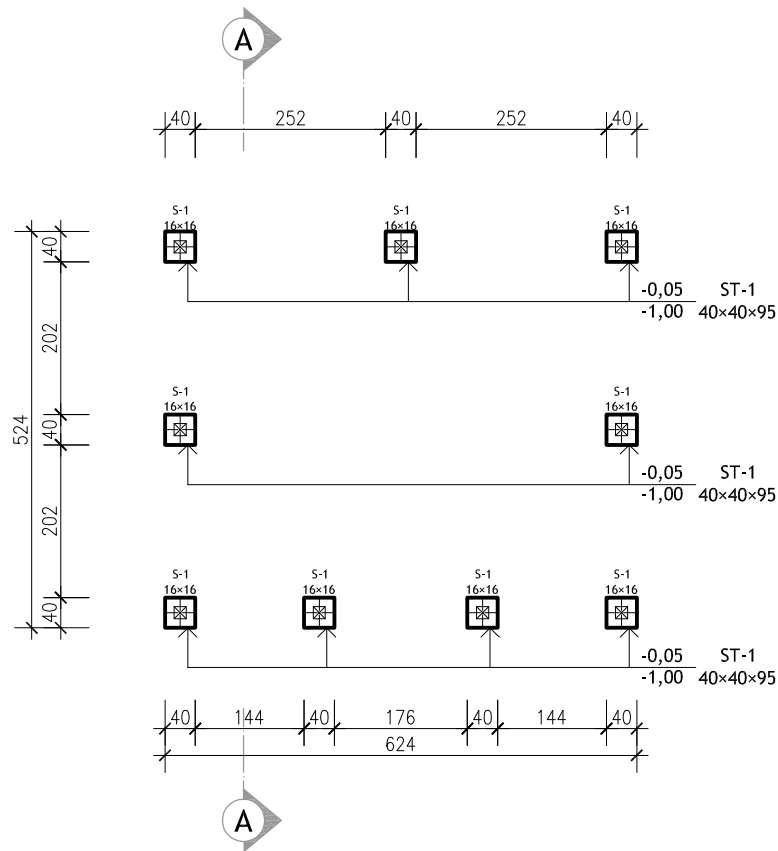 A
40 252 40 252 40
S-1 S-1 S-1
16×16 16×16 16×16
40
-0,05 ST-1
-1,00 40×40×95
202
S-1 S-1
16×16 16×16
524
40
-0,05 ST-1
-1,00 40×40×95
202
S-1 S-1 S-1 S-1
16×16 16×16 16×16 16×16
40
-0,05 ST-1
-1,00 40×40×95
40 144 40 176 40 144 40
624
A